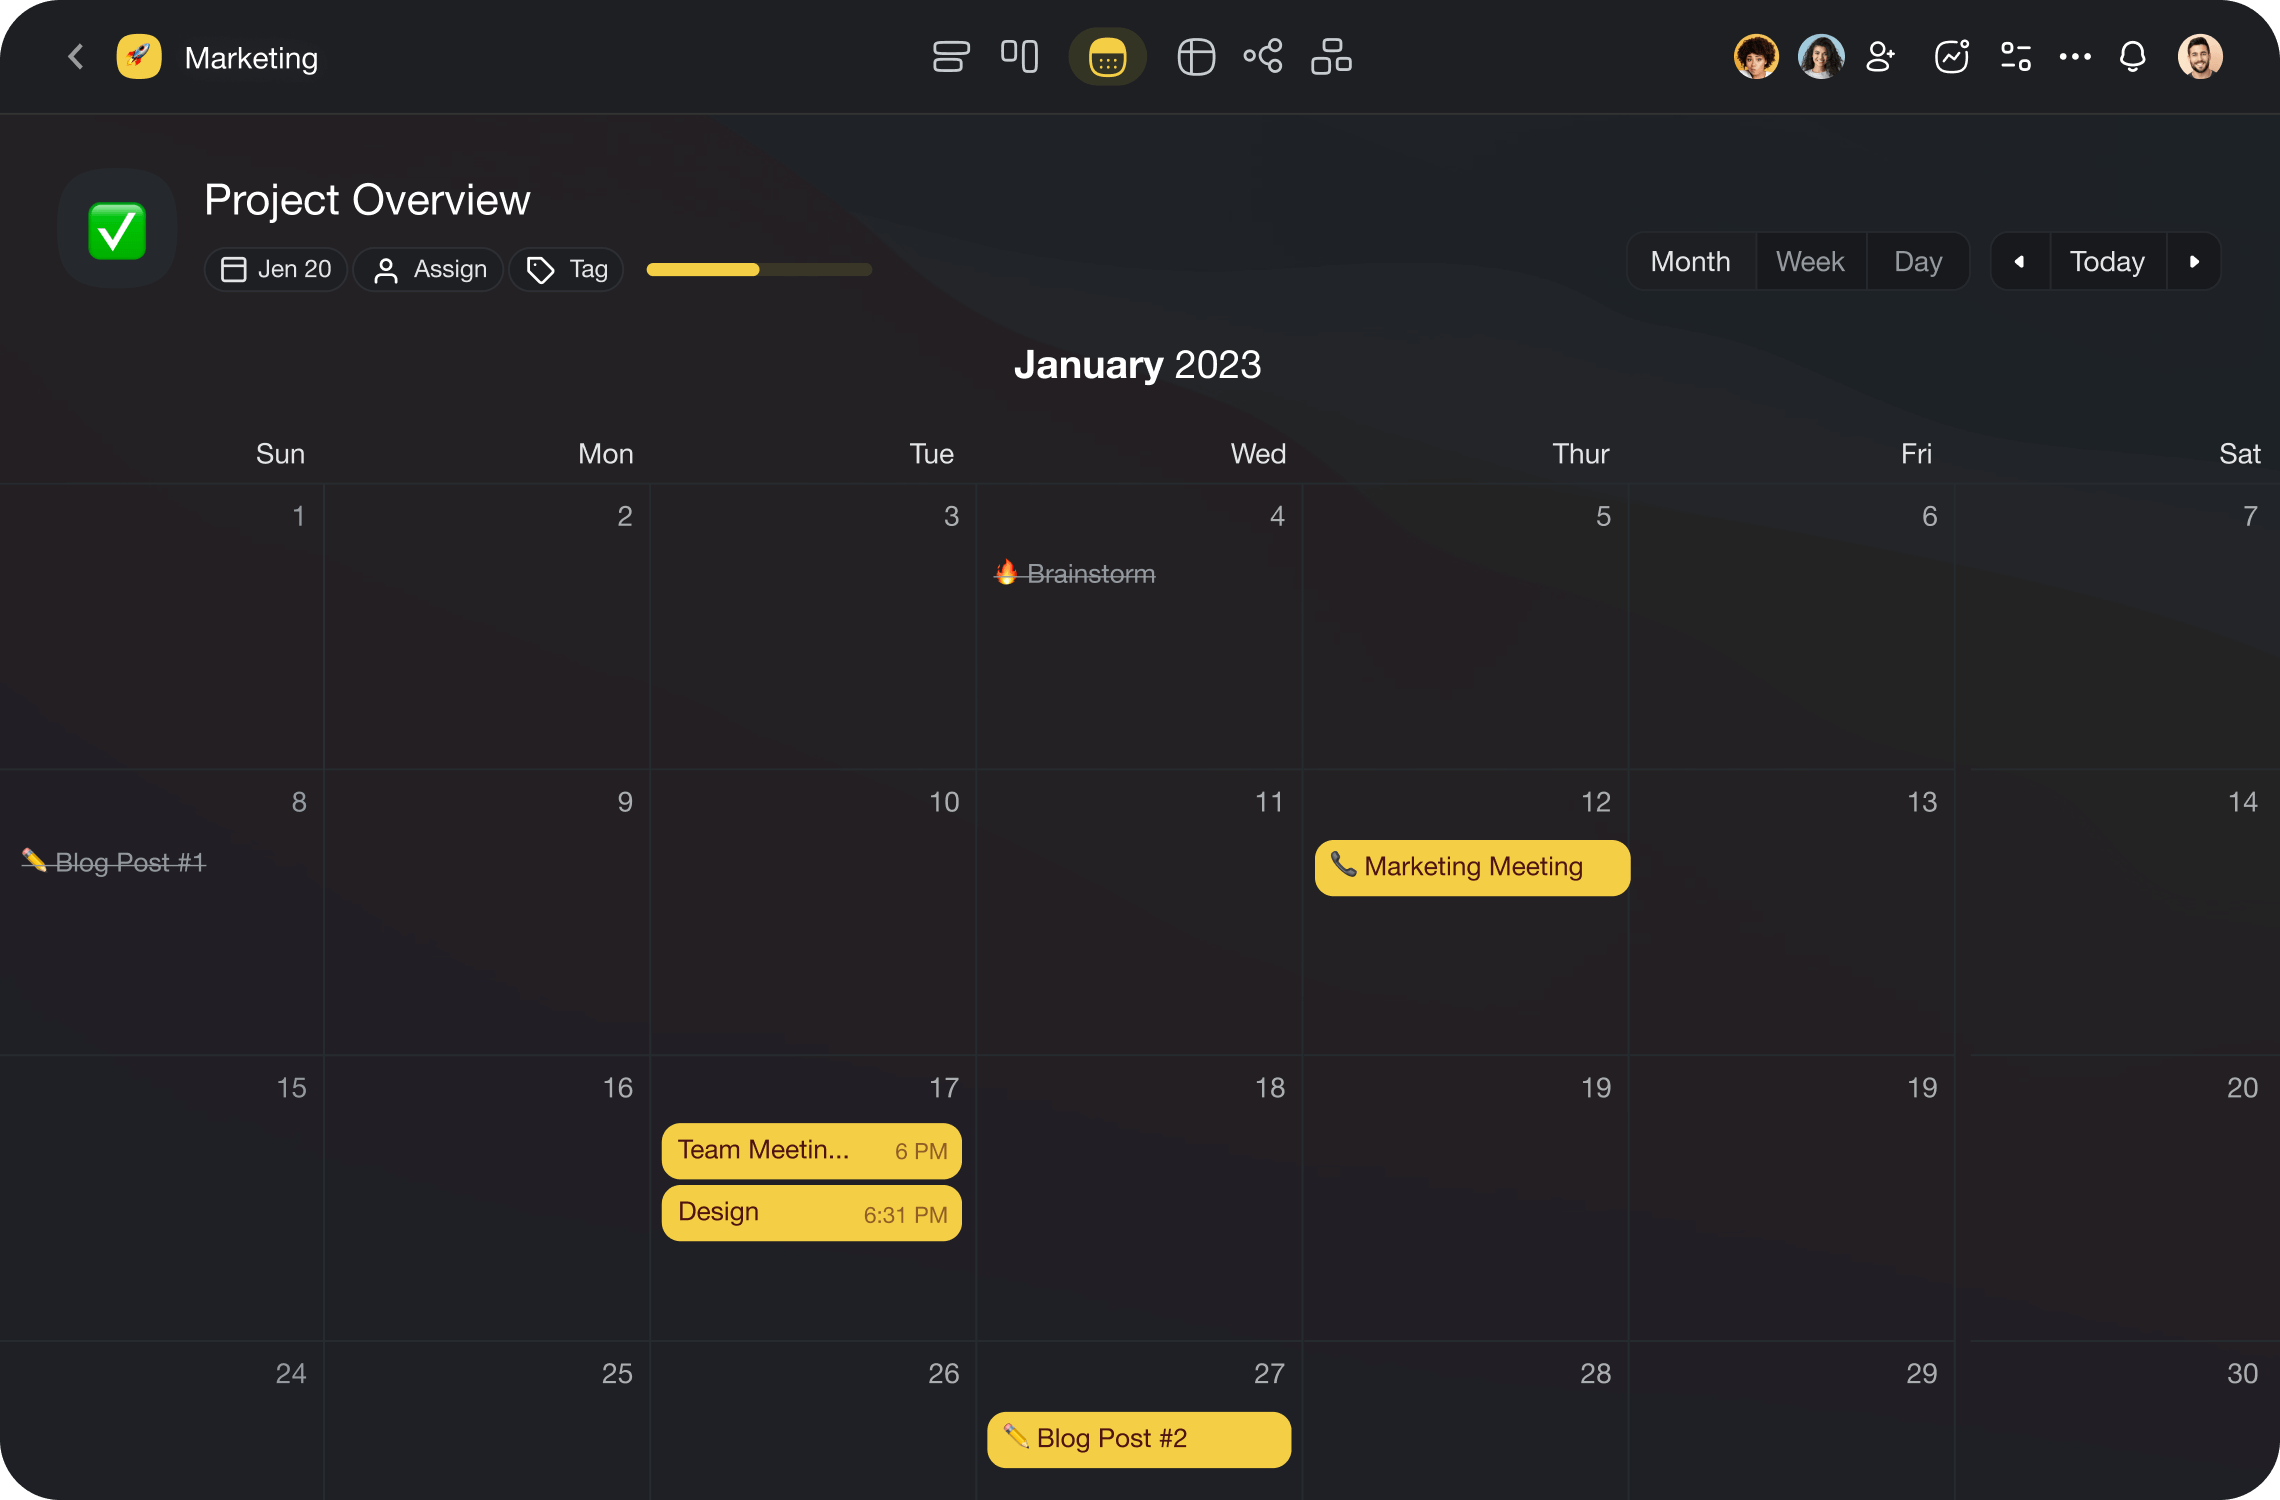 Marketing
Project Overview
Jen 20 Assign Tag
Month Week Day Today
January 2023
Sun Mon Tue Wed Thur Fri Sat
1 2 3 4 5 6 7
🔥 Brainstorm
8 9 10 11 12 13 14
✏️ Blog Post #1
📞 Marketing Meeting
15 16 17 18 19 19 20
Team Meetin... 6 PM
Design 6:31 PM
24 25 26 27 28 29 30
✏️ Blog Post #2